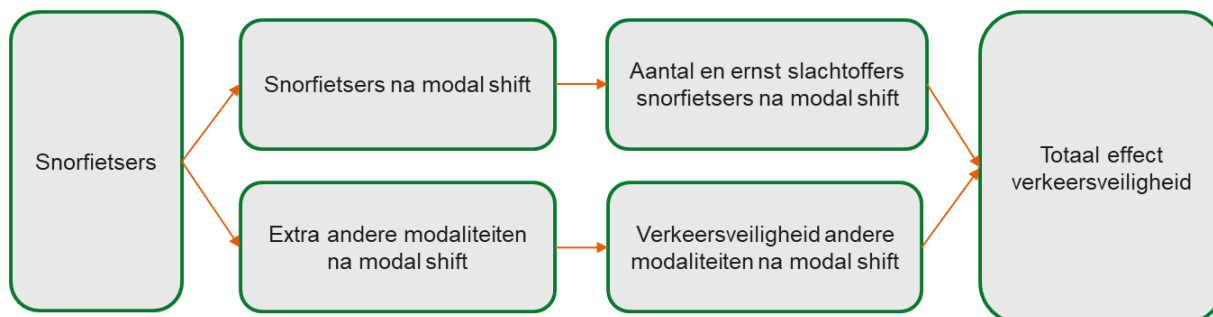 Snorfietsers
Snorfietsers na modal shift
Aantal en ernst slachtoffers
snorfietsers na modal shift
Extra andere modaliteiten
na modal shift
Verkeersveiligheid andere
modaliteiten na modal shift
Totaal effect
verkeersveiligheid